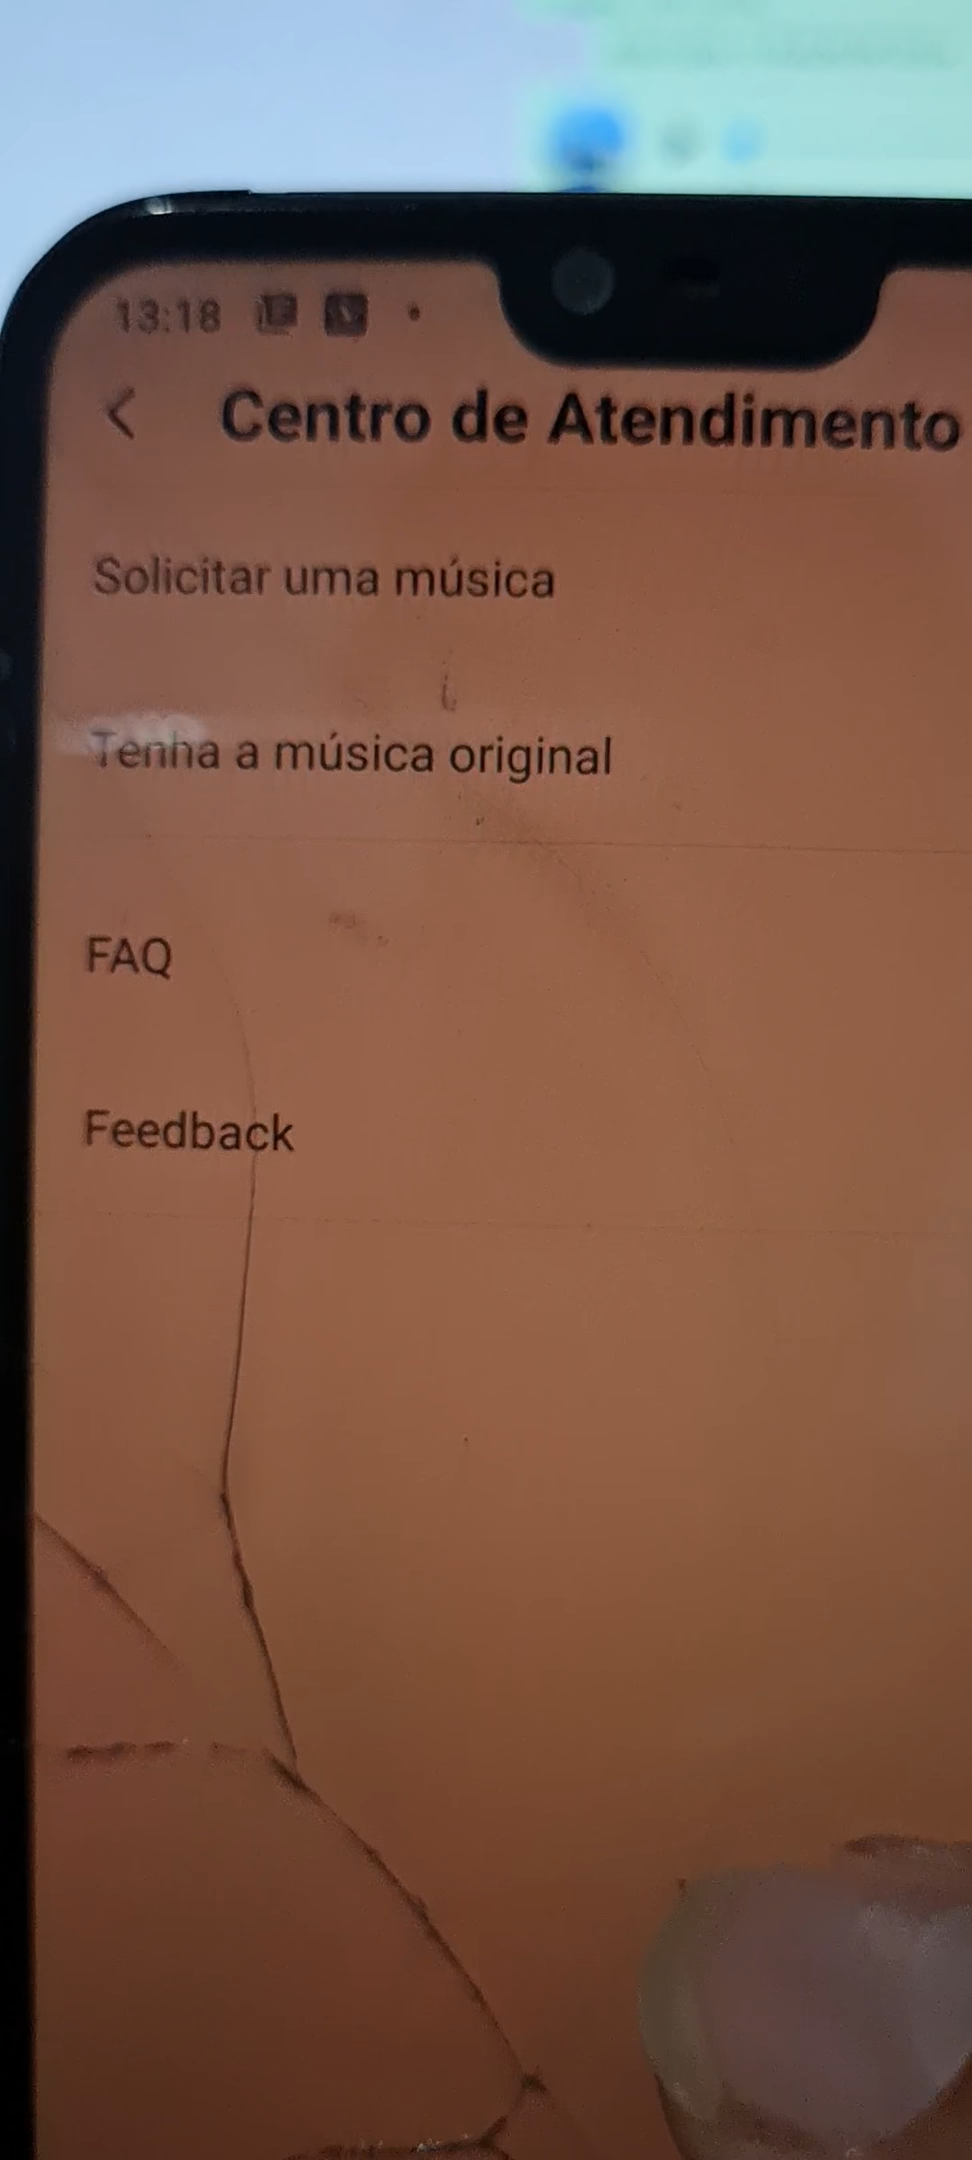 13:18
Centro de Atendimento
Solicitar uma música
Tenha a música original
FAQ
Feedback